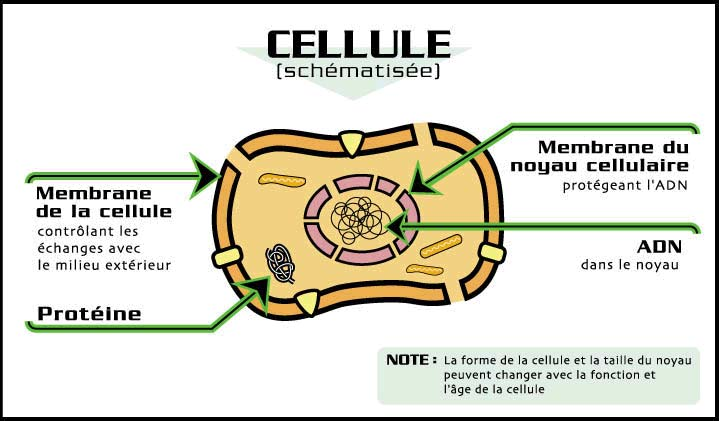 CELLULE
(schématisée)
Membrane
de la cellule
contrôlant les
échanges avec
le milieu extérieur
Protéine
Membrane du
noyau cellulaire
protégeant l'ADN
ADN
dans le noyau
NOTE : La forme de la cellule et la taille du noyau
peuvent changer avec la fonction et
l'âge de la cellule